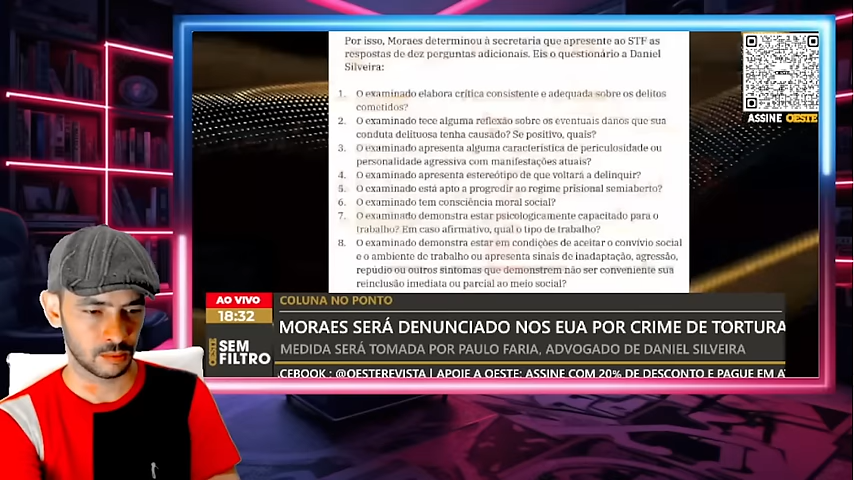 Por isso, Moraes determinou à secretaria que apresente ao STF as
respostas de dez perguntas adicionais. Eis o questionário a Daniel
Silveira:
1. O examinado elabora crítica consistente e adequada sobre os delitos
cometidos?
2. O examinado tece alguma reflexão sobre os eventuais danos que sua
conduta delituosa tenha causado? Se positivo, quais?
3. O examinado apresenta alguma característica de periculosidade ou
personalidade agressiva com manifestações atuais?
4. O examinado apresenta estereótipo de que voltará a delinquir?
5. O examinado está apto a progredir ao regime prisional semiaberto?
6. O examinado tem consciência moral social?
7. O examinado demonstra estar psicologicamente capacitado para o
trabalho? Em caso afirmativo, qual o tipo de trabalho?
8. O examinado demonstra estar em condições de aceitar o convívio social
e o ambiente de trabalho ou apresenta sinais de inadaptação, agressão,
repúdio ou outros sintomas que demonstrem não ser conveniente sua
reinclusão imediata ou parcial ao meio social?
ASSINE OESTE
AO VIVO
18:32
OESTE
SEM
FILTRO
COLUNA NO PONTO
MORAES SERÁ DENUNCIADO NOS EUA POR CRIME DE TORTURA
MEDIDA SERÁ TOMADA POR PAULO FARIA, ADVOGADO DE DANIEL SILVEIRA
CEBOOK : @OESTEREVISTA | APOIE A OESTE: ASSINE COM 20% DE DESCONTO E PAGUE EM